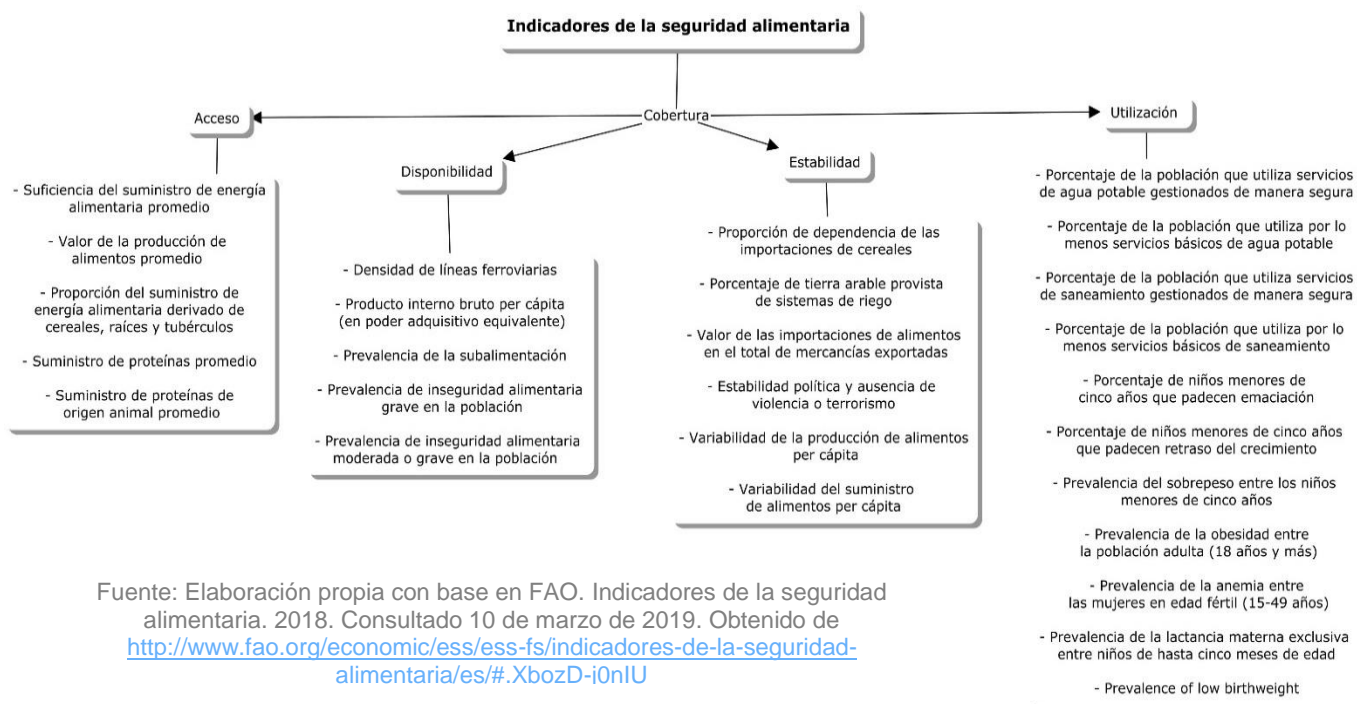 Indicadores de la seguridad alimentaria
Cobertura
Acceso
- Suficiencia del suministro de energía
alimentaria promedio
- Valor de la producción de
alimentos promedio
- Proporción del suministro de
energía alimentaria derivado de
cereales, raíces y tubérculos
- Suministro de proteínas promedio
- Suministro de proteínas de
origen animal promedio
Disponibilidad
- Densidad de líneas ferroviarias
- Producto interno bruto per cápita
(en poder adquisitivo equivalente)
- Prevalencia de la subalimentación
- Prevalencia de inseguridad alimentaria
grave en la población
- Prevalencia de inseguridad alimentaria
moderada o grave en la población
Estabilidad
- Proporción de dependencia de las
importaciones de cereales
- Porcentaje de tierra arable provista
de sistemas de riego
- Valor de las importaciones de alimentos
en el total de mercancías exportadas
- Estabilidad política y ausencia de
violencia o terrorismo
- Variabilidad de la producción de alimentos
per cápita
- Variabilidad del suministro
de alimentos per cápita
Utilización
- Porcentaje de la población que utiliza servicios
de agua potable gestionados de manera segura
- Porcentaje de la población que utiliza por lo
menos servicios básicos de agua potable
- Porcentaje de la población que utiliza servicios
de saneamiento gestionados de manera segura
- Porcentaje de la población que utiliza por lo
menos servicios básicos de saneamiento
- Porcentaje de niños menores de
cinco años que padecen emaciación
- Porcentaje de niños menores de cinco años
que padecen retraso del crecimiento
- Prevalencia del sobrepeso entre los niños
menores de cinco años
- Prevalencia de la obesidad entre
la población adulta (18 años y más)
- Prevalencia de la anemia entre
las mujeres en edad fértil (15-49 años)
- Prevalencia de la lactancia materna exclusiva
entre niños de hasta cinco meses de edad
- Prevalence of low birthweight
Fuente: Elaboración propia con base en FAO. Indicadores de la seguridad
alimentaria. 2018. Consultado 10 de marzo de 2019. Obtenido de
http://www.fao.org/economic/ess/ess-fs/indicadores-de-la-seguridad-
alimentaria/es/#.XbozD-i0nIU